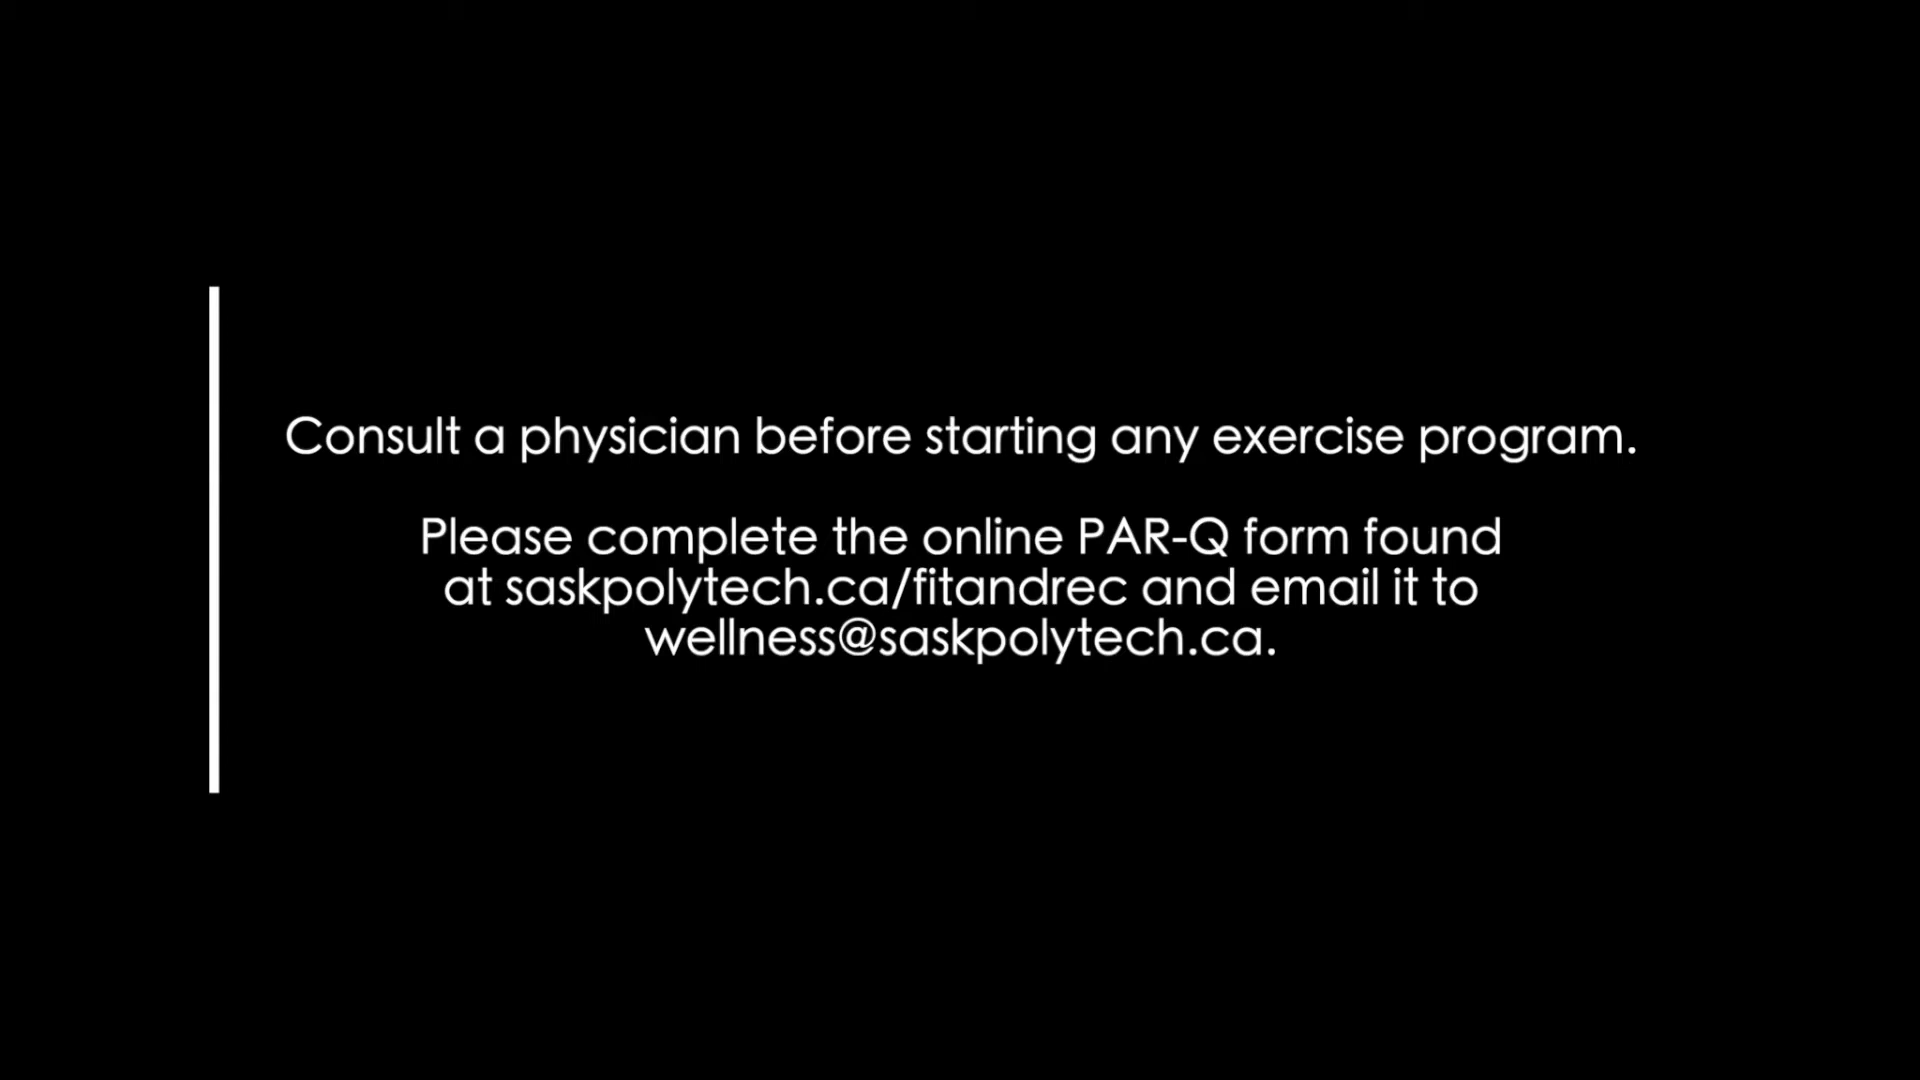 Consult a physician before starting any exercise program.
Please complete the online PAR-Q form found
at saskpolytech.ca/fitandrec and email it to
wellness@saskpolytech.ca.